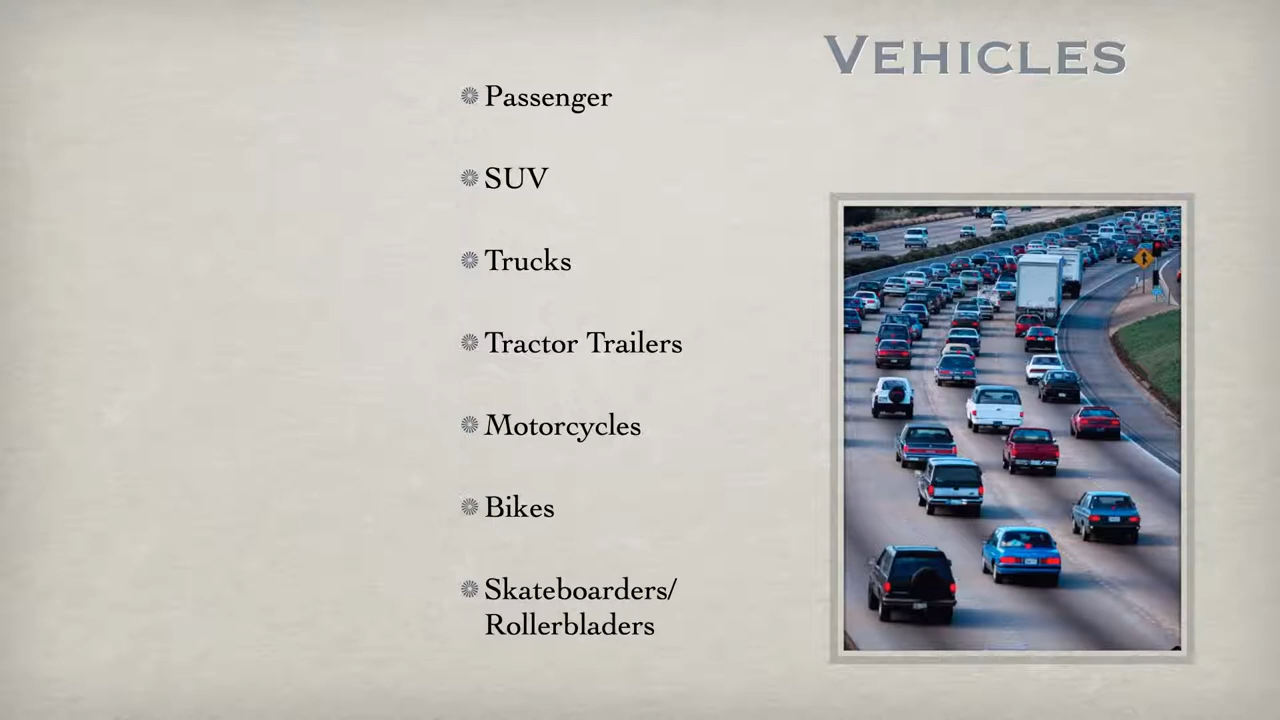 Vehicles
Passenger
SUV
Trucks
Tractor Trailers
Motorcycles
Bikes
Skateboarders/
Rollerbladers